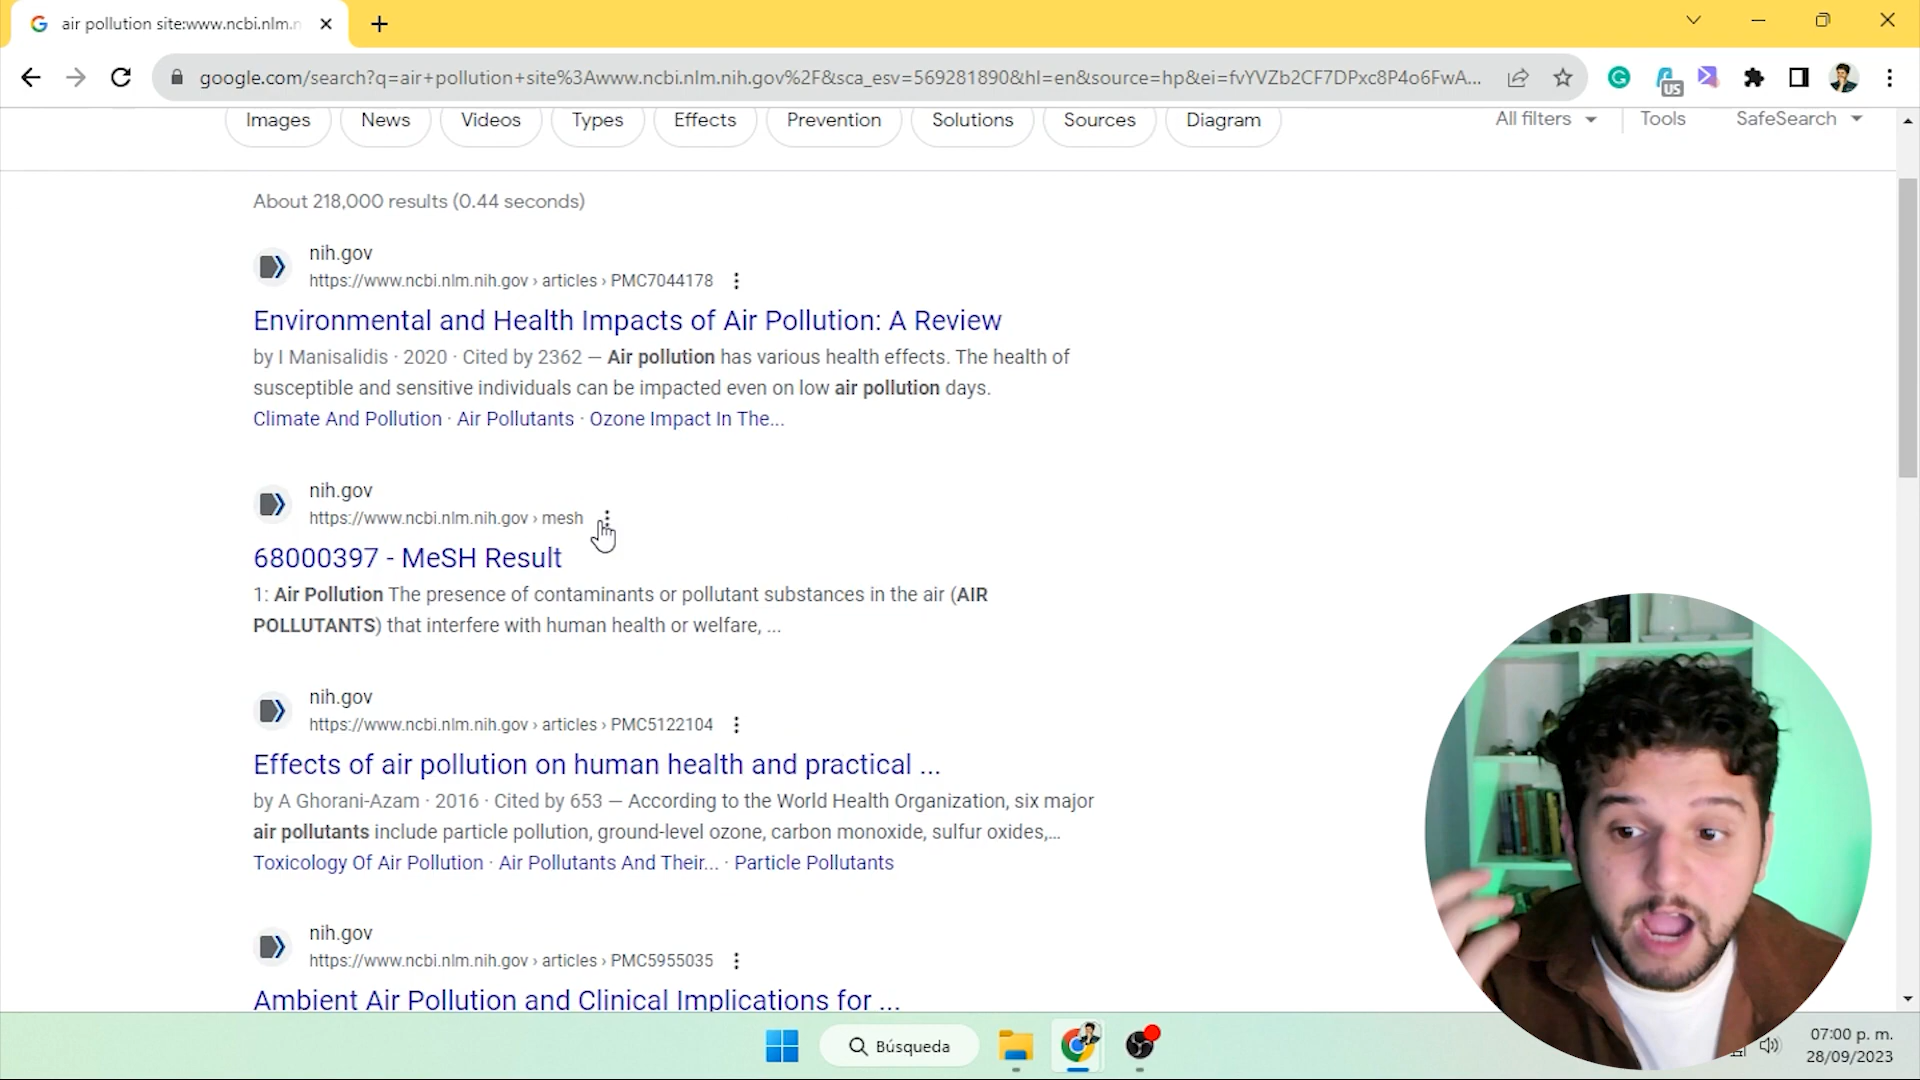 air pollution site:www.ncbi.nlm.n
google.com/search?q=air+pollution+site%3Awww.ncbi.nlm.nih.gov%2F&sca_esv=569281890&hl=en&source=hp&ei=fvYVZb2CF7DPxc8P4o6FwA...
US
Images
News
Videos
Types
Effects
Prevention
Solutions
Sources
Diagram
All filters
Tools
SafeSearch
About 218,000 results (0.44 seconds)
nih.gov
https://www.ncbi.nlm.nih.gov › articles › PMC7044178
Environmental and Health Impacts of Air Pollution: A Review
by I Manisalidis · 2020 · Cited by 2362 — Air pollution has various health effects. The health of
susceptible and sensitive individuals can be impacted even on low air pollution days.
Climate And Pollution · Air Pollutants · Ozone Impact In The...
nih.gov
https://www.ncbi.nlm.nih.gov › mesh
68000397 - MeSH Result
1: Air Pollution The presence of contaminants or pollutant substances in the air (AIR
POLLUTANTS) that interfere with human health or welfare, ...
nih.gov
https://www.ncbi.nlm.nih.gov › articles › PMC5122104
Effects of air pollution on human health and practical ...
by A Ghorani-Azam · 2016 · Cited by 653 — According to the World Health Organization, six major
air pollutants include particle pollution, ground-level ozone, carbon monoxide, sulfur oxides,...
Toxicology Of Air Pollution · Air Pollutants And Their... · Particle Pollutants
nih.gov
https://www.ncbi.nlm.nih.gov › articles › PMC5955035
Ambient Air Pollution and Clinical Implications for ...
Búsqueda
07:00 p. m.
28/09/2023